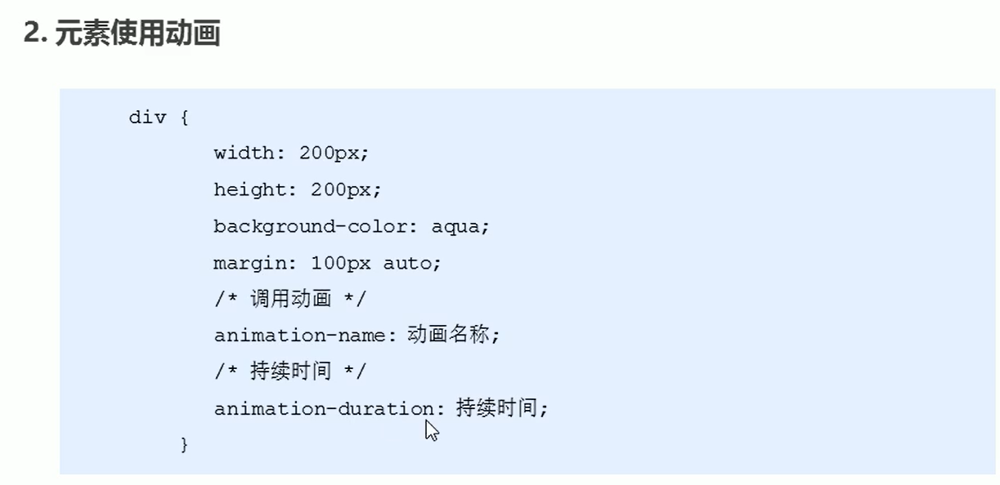 2. 元素使用动画
div {
width: 200px;
height: 200px;
background-color: aqua;
margin: 100px auto;
/* 调用动画 */
animation-name: 动画名称;
/* 持续时间 */
animation-duration: 持续时间;
}